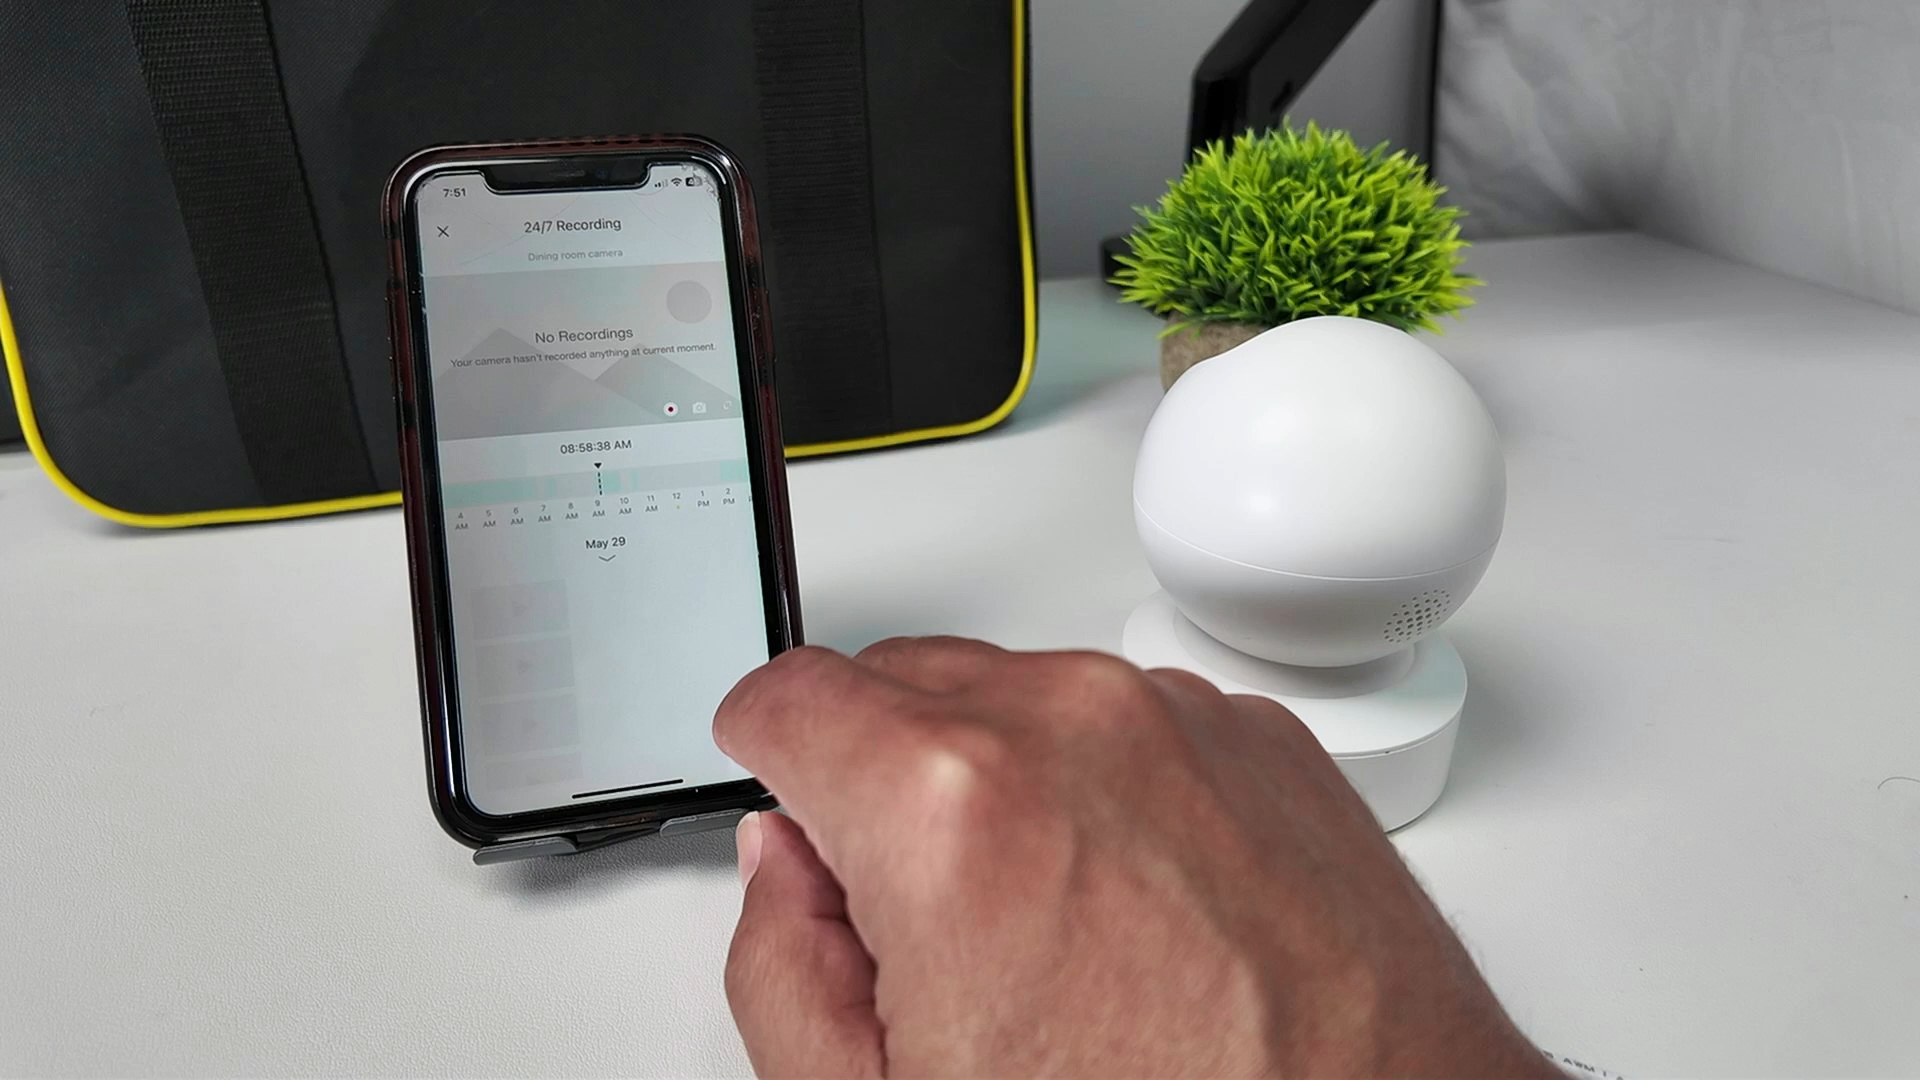 7:51
24/7 Recording
Dining room camera
No Recordings
Your camera hasn't recorded anything at current moment.
08:58:38 AM
4 5 6 7 8 9 10 11 12 1 2
AM AM AM AM AM AM AM AM PM PM
May 29
AWM